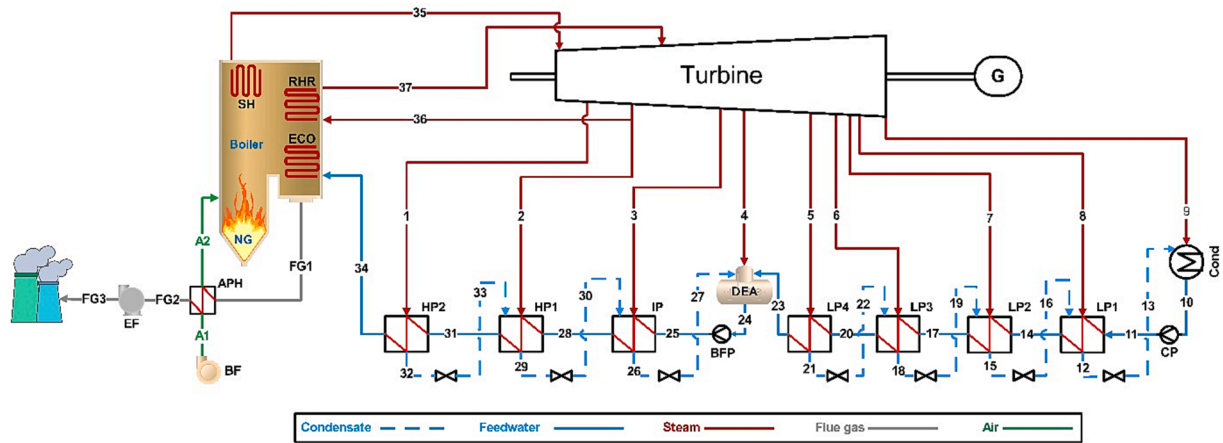 35
Turbine
G
RHR
SH
37
36
Boiler
ECO
NG
A2
FG1
34
1
2
3
4
5
6
7
8
9
Cond
APH
FG3
FG2
EF
A1
BF
33
30
27
DEA
23
22
19
16
13
10
HP2
HP1
IP
24
LP4
LP3
LP2
LP1
31
28
25
BFP
20
17
14
11
CP
32
29
26
21
18
15
12
Condensate
Feedwater
Steam
Flue gas
Air